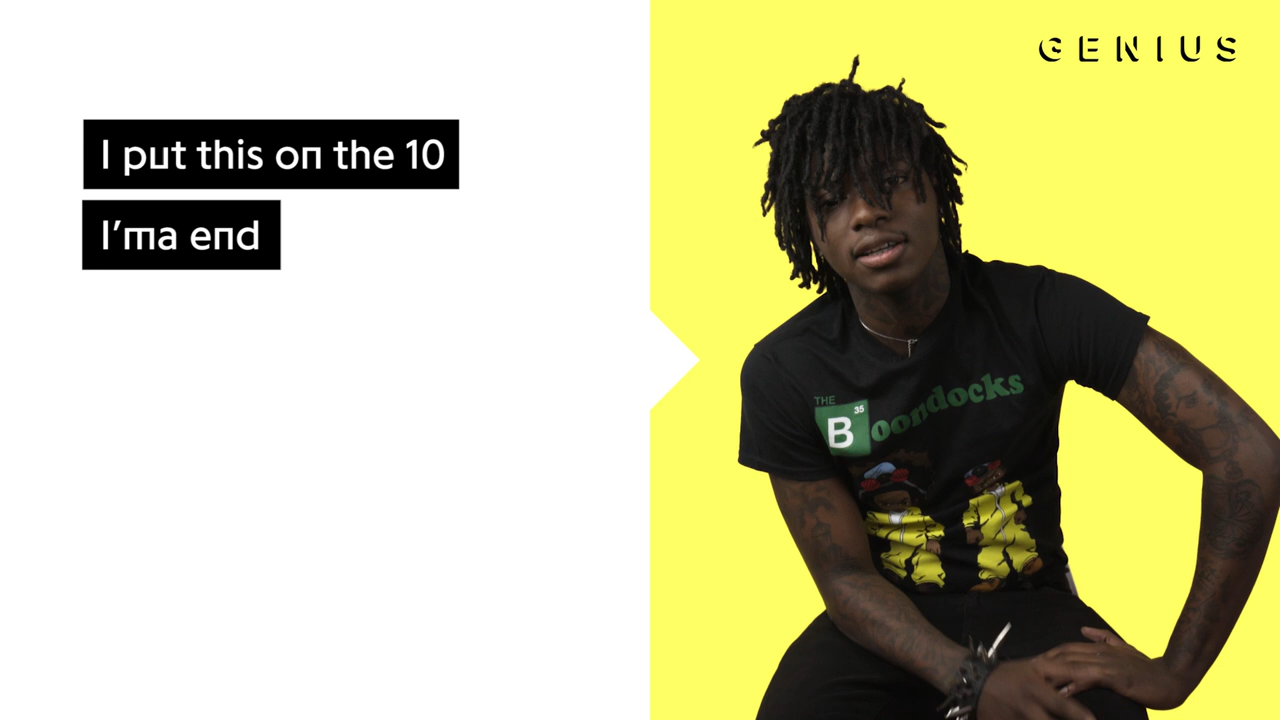 GENIUS
I put this on the 10
I’ma end
THE
B 35
oondocks